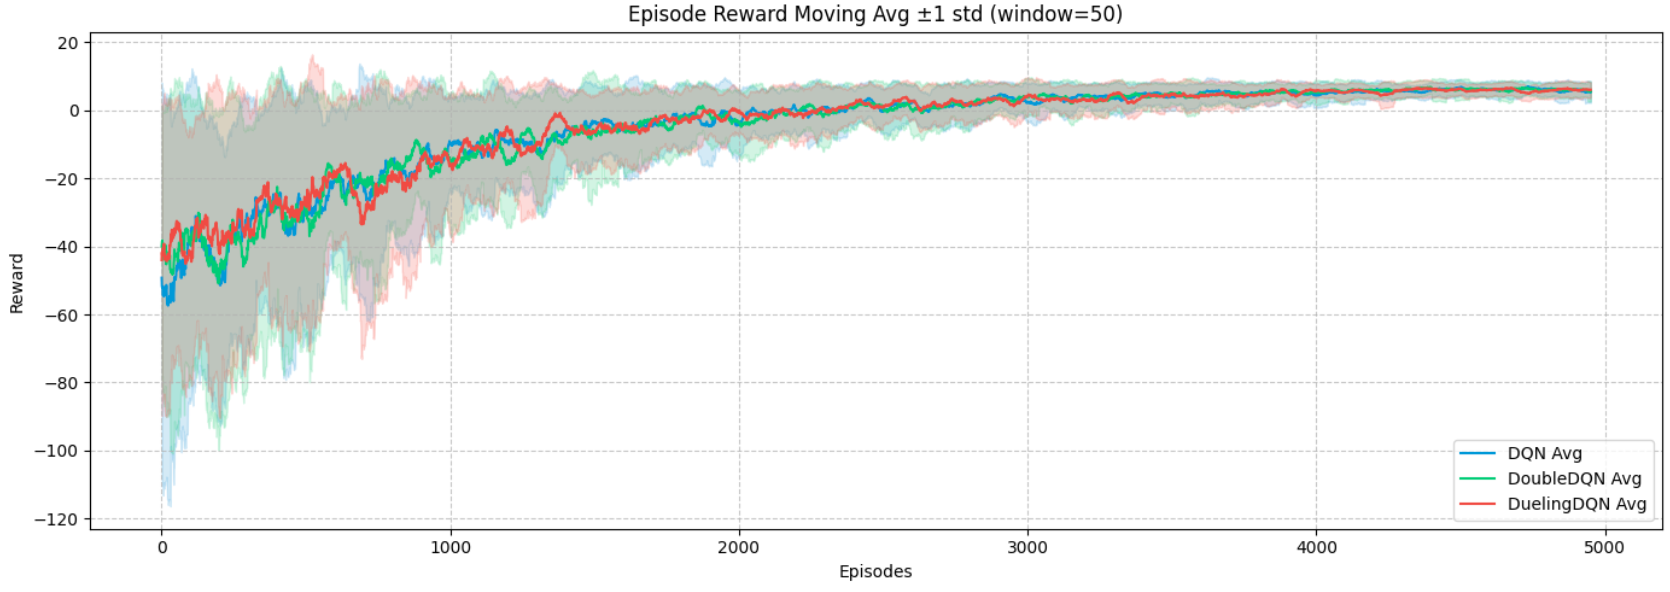 Episode Reward Moving Avg ±1 std (window=50)
20
0
−20
−40
−60
−80
−100
−120
Reward
0
1000
2000
3000
4000
5000
Episodes
DQN Avg
DoubleDQN Avg
DuelingDQN Avg